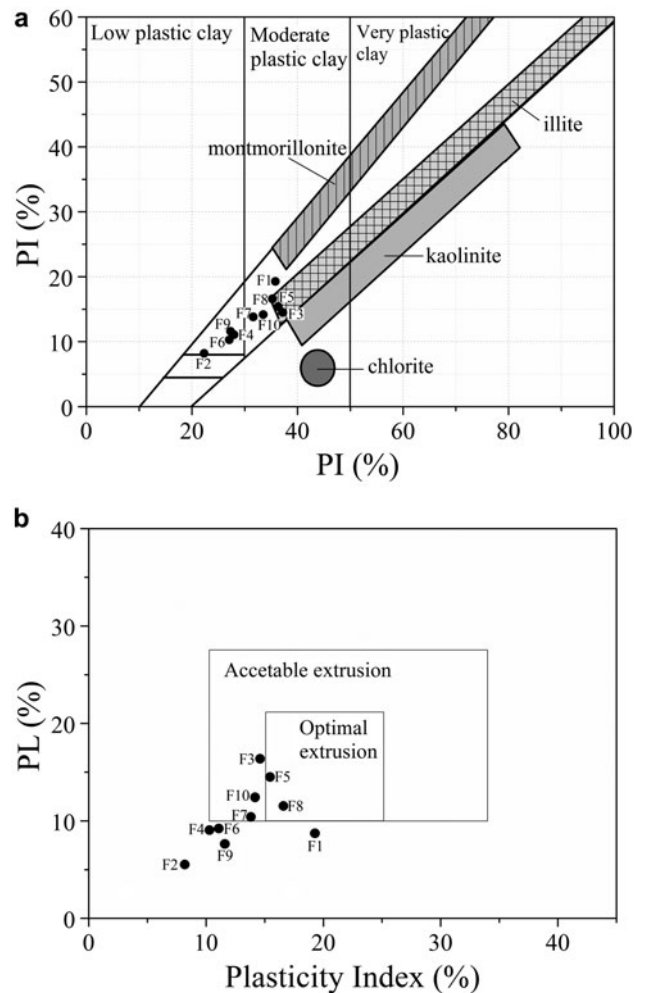 a
60
50
40
30
20
10
0
PI (%)
Low plastic clay
Moderate
plastic clay
Very plastic
clay
montmorillonite
illite
kaolinite
chlorite
F1
F8
F5
F3
F7
F10
F9
F4
F6
F2
0 20 40 60 80 100
PI (%)
b
40
30
20
10
0
PL (%)
Accetable extrusion
Optimal
extrusion
F3
F5
F10
F8
F7
F4
F6
F9
F1
F2
0 10 20 30 40
Plasticity Index (%)